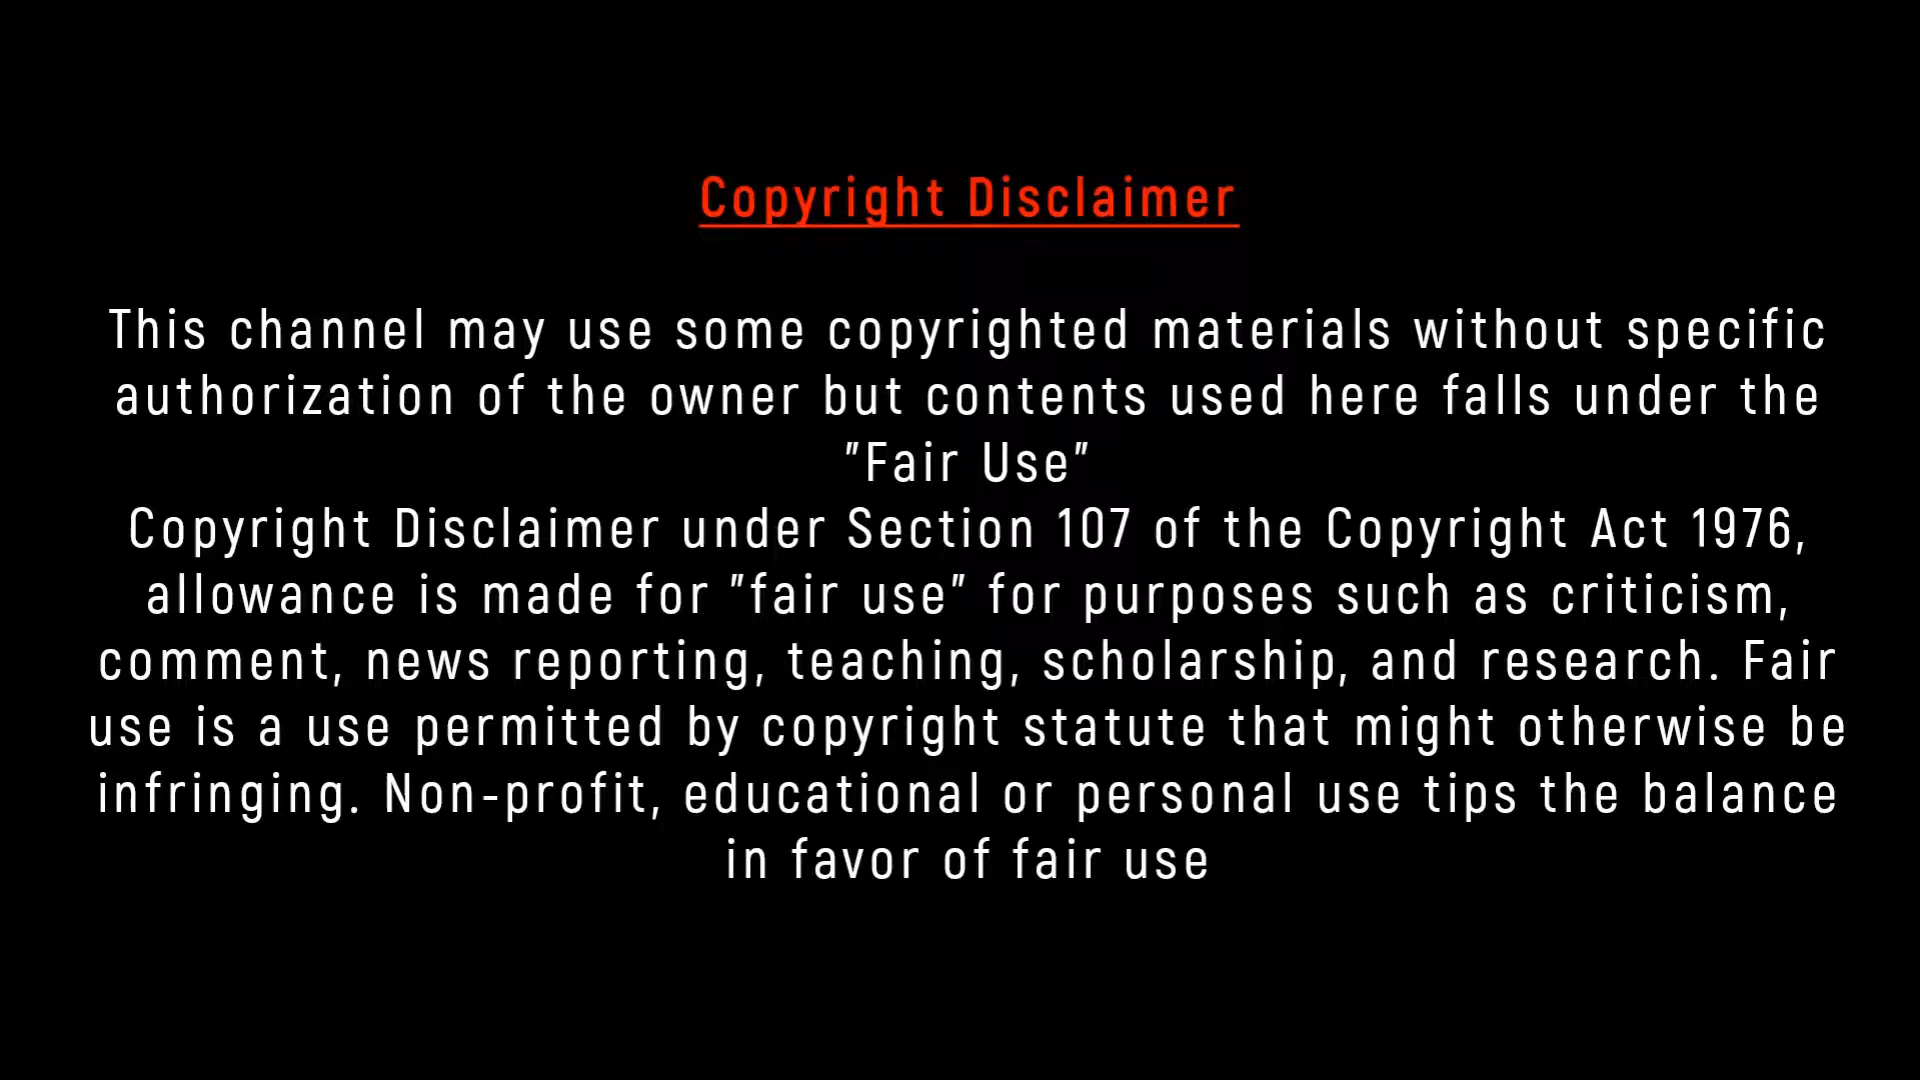 Copyright Disclaimer
This channel may use some copyrighted materials without specific
authorization of the owner but contents used here falls under the
"Fair Use"
Copyright Disclaimer under Section 107 of the Copyright Act 1976,
allowance is made for "fair use" for purposes such as criticism,
comment, news reporting, teaching, scholarship, and research. Fair
use is a use permitted by copyright statute that might otherwise be
infringing. Non-profit, educational or personal use tips the balance
in favor of fair use